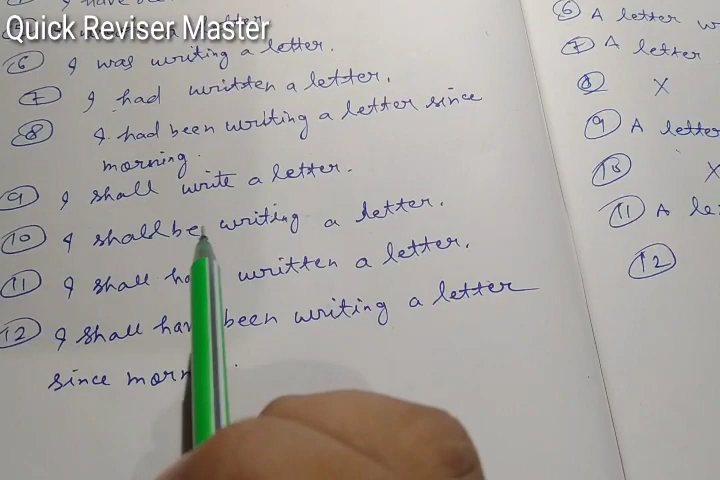 Quick Reviser Master
⑥ I was writing a letter.
⑦ I had written a letter.
⑧ I had been writing a letter since
morning.
⑨ I shall write a letter.
⑩ I shall be writing a letter.
⑪ I shall written a letter.
⑫ I shall been writing a letter
since
⑥ A letter
⑦ A letter
⑧ X
⑨ A letter
⑩ X
⑪ A
⑫